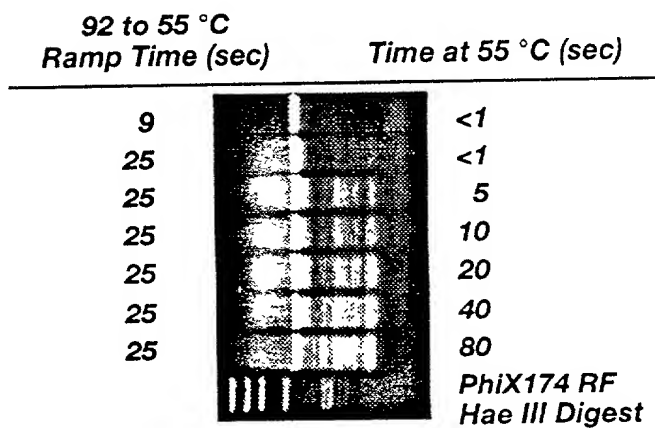 92 to 55 °C
Ramp Time (sec)
Time at 55 °C (sec)
9 <1
25 <1
25 5
25 10
25 20
25 40
25 80
PhiX174 RF
Hae III Digest